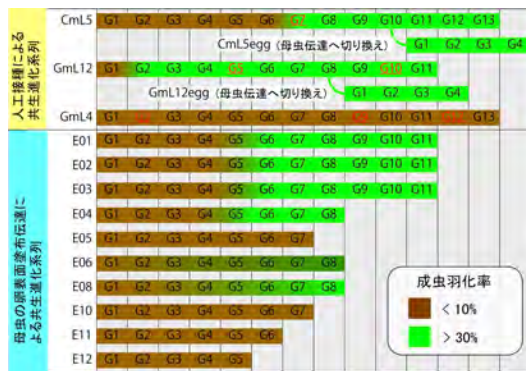 人工接種による
共生進化系列
CmL5 G1 G2 G3 G4 G5 G6 G7 G8 G9 G10 G11 G12 G13
CmL5egg (母虫伝達へ切り換え) G1 G2 G3 G4
GmL12 G1 G2 G3 G4 G5 G6 G7 G8 G9 G10 G11
GmL12egg (母虫伝達へ切り換え) G1 G2 G3 G4
GmL4 G1 G3 G4 G5 G6 G7 G8 G10 G11 G13
母虫の卵表面塗布伝達に
よる共生進化系列
E01 G1 G2 G3 G4 G5 G6 G7 G8 G9 G10 G11
E02 G1 G2 G3 G4 G5 G6 G7 G8 G9 G10 G11
E03 G1 G2 G3 G4 G5 G6 G7 G8 G9 G10 G11
E04 G1 G2 G3 G4 G5 G6 G7 G8
E05 G1 G2 G3 G4 G5 G6 G7
E06 G1 G2 G3 G4 G5 G6 G7 G8
E08 G1 G2 G3 G4 G5 G6 G7 G8
E10 G1 G2 G3 G4 G5 G6 G7
E11 G1 G2 G3 G4 G5 G6
E12 G1 G2 G3 G4 G5
成虫羽化率
< 10%
> 30%